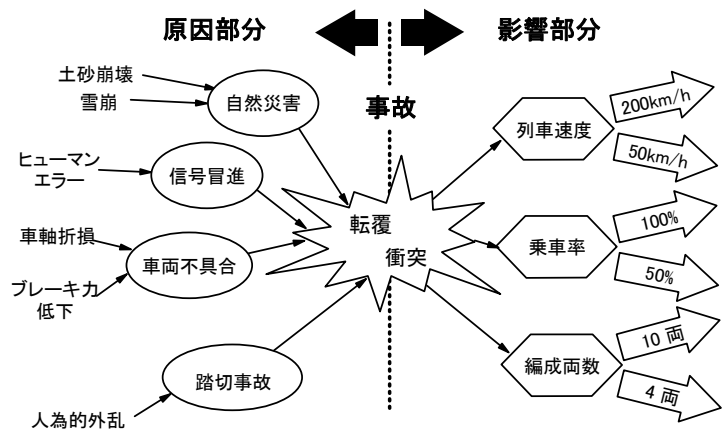 原因部分
影響部分
事故
土砂崩壊
雪崩
自然災害
ヒューマン
エラー
信号冒進
車軸折損
車両不具合
ブレーキ力
低下
踏切事故
人為的外乱
転覆
衝突
列車速度
200km/h
50km/h
乗車率
100%
50%
編成両数
10 両
4 両